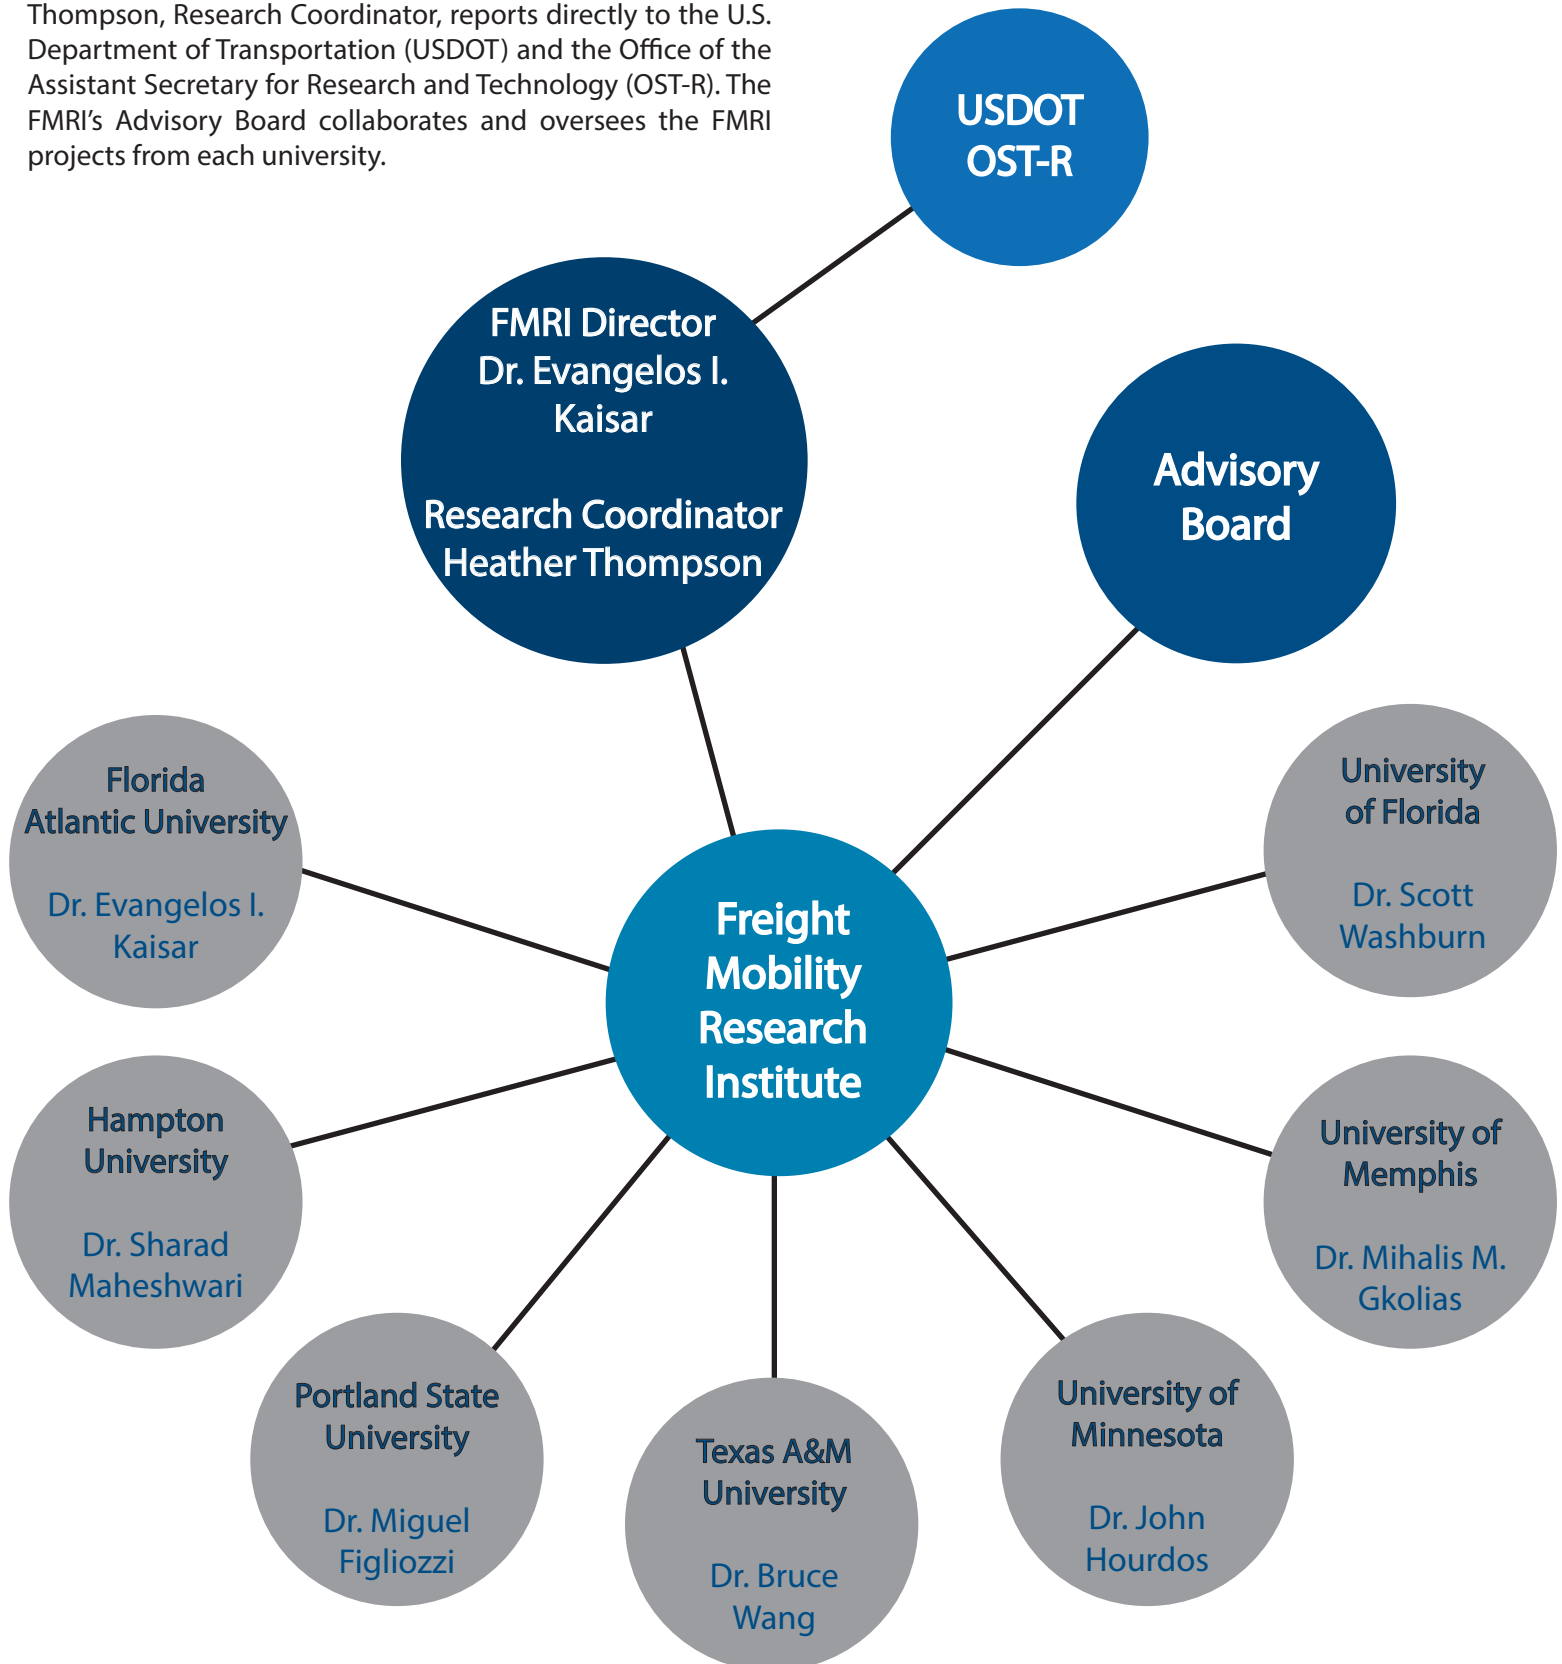 Thompson, Research Coordinator, reports directly to the U.S.
Department of Transportation (USDOT) and the Office of the
Assistant Secretary for Research and Technology (OST-R). The
FMRI's Advisory Board collaborates and oversees the FMRI
projects from each university.
USDOT
OST-R
FMRI Director
Dr. Evangelos I.
Kaisar
Research Coordinator
Heather Thompson
Advisory
Board
Florida
Atlantic University
Dr. Evangelos I.
Kaisar
University
of Florida
Dr. Scott
Washburn
Freight
Mobility
Research
Institute
Hampton
University
Dr. Sharad
Maheshwari
University of
Memphis
Dr. Mihalis M.
Gkolias
Portland State
University
Dr. Miguel
Figliozzi
Texas A&M
University
Dr. Bruce
Wang
University of
Minnesota
Dr. John
Hourdos